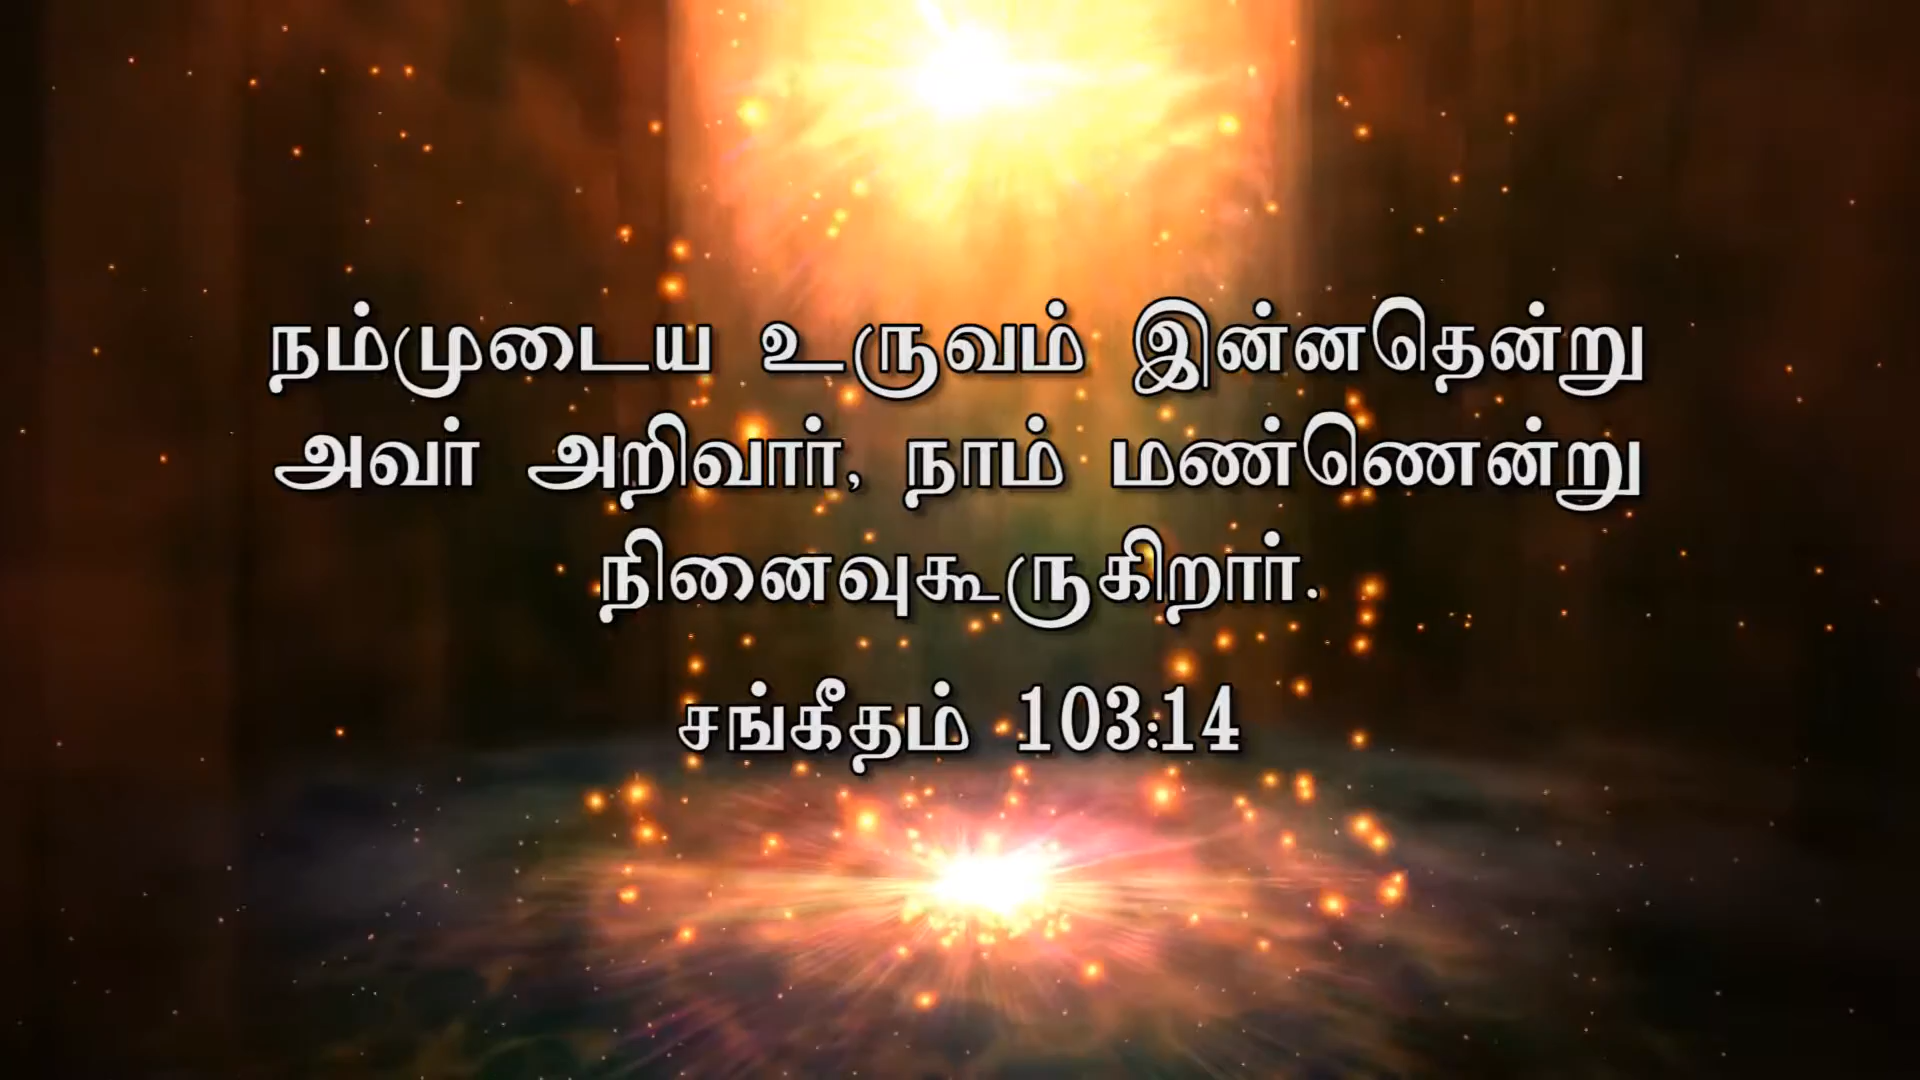 நம்முடைய உருவம் இன்னதென்று
அவர் அறிவார், நாம் மண்ணென்று
நினைவுகூருகிறார்.
சங்கீதம் 103:14